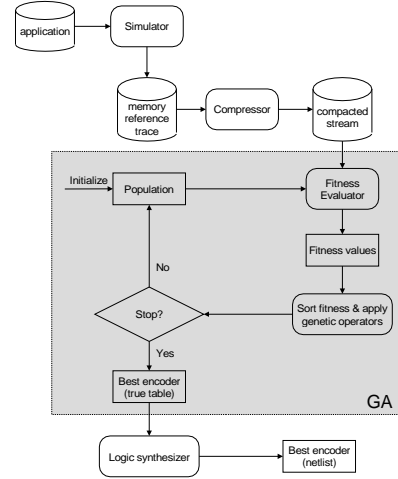 application
Simulator
memory
reference
trace
Compressor
compacted
stream
Initialize
Population
Fitness
Evaluator
Fitness values
No
Stop?
Sort fitness & apply
genetic operators
Yes
Best encoder
(true table)
GA
Logic synthesizer
Best encoder
(netlist)